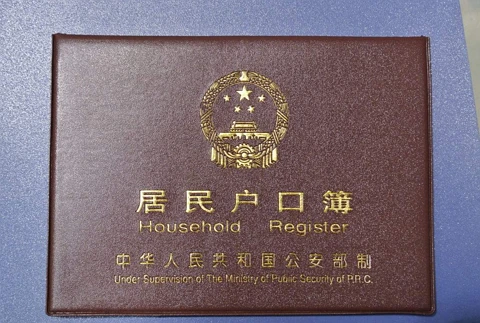 居民户口簿
Household Register
中华人民共和国公安部制
Under Supervision of The Ministry of Public Security of P.R.C.